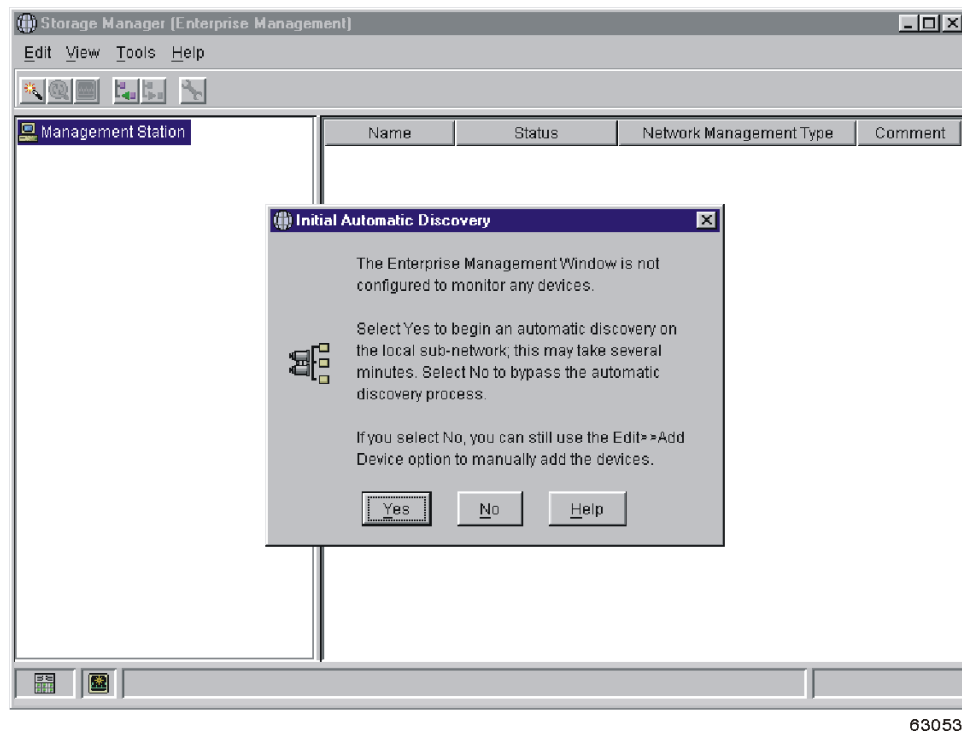 Storage Manager (Enterprise Management)
Edit View Tools Help
Management Station
Name Status Network Management Type Comment
Initial Automatic Discovery
The Enterprise Management Window is not
configured to monitor any devices.
Select Yes to begin an automatic discovery on
the local sub-network; this may take several
minutes. Select No to bypass the automatic
discovery process.
If you select No, you can still use the Edit>>Add
Device option to manually add the devices.
Yes No Help
63053